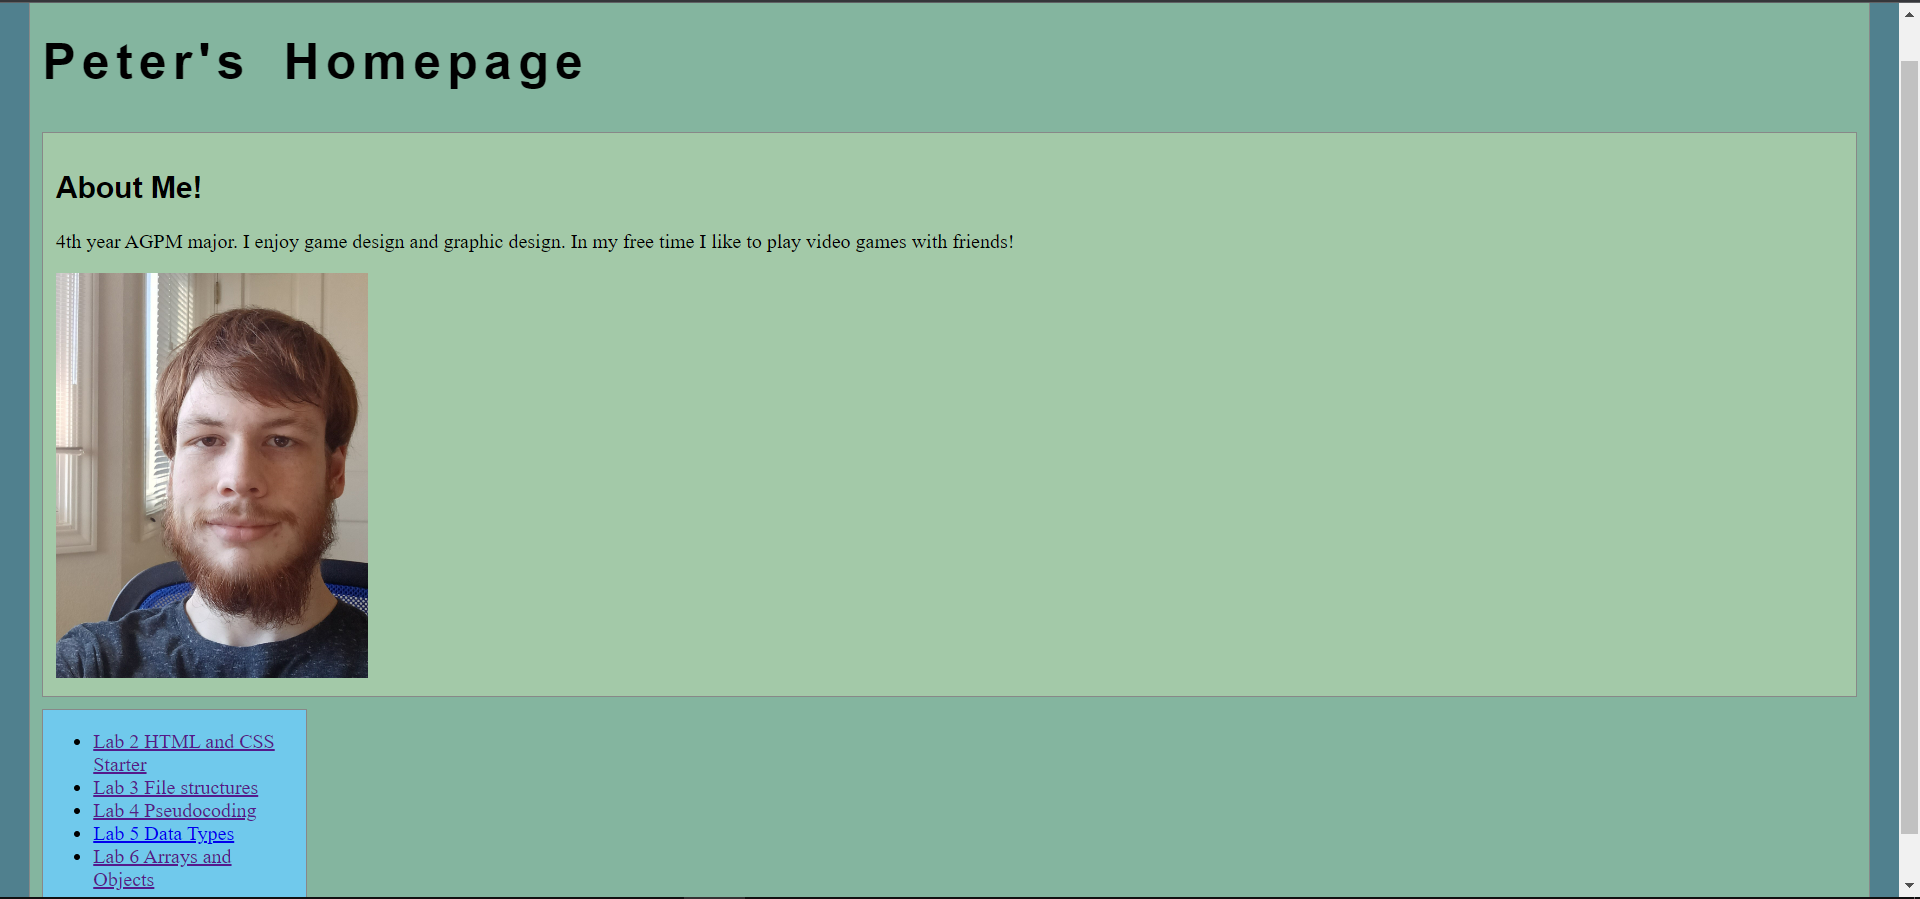 Peter's Homepage
About Me!
4th year AGPM major. I enjoy game design and graphic design. In my free time I like to play video games with friends!
Lab 2 HTML and CSS
Starter
Lab 3 File structures
Lab 4 Pseudocoding
Lab 5 Data Types
Lab 6 Arrays and
Objects